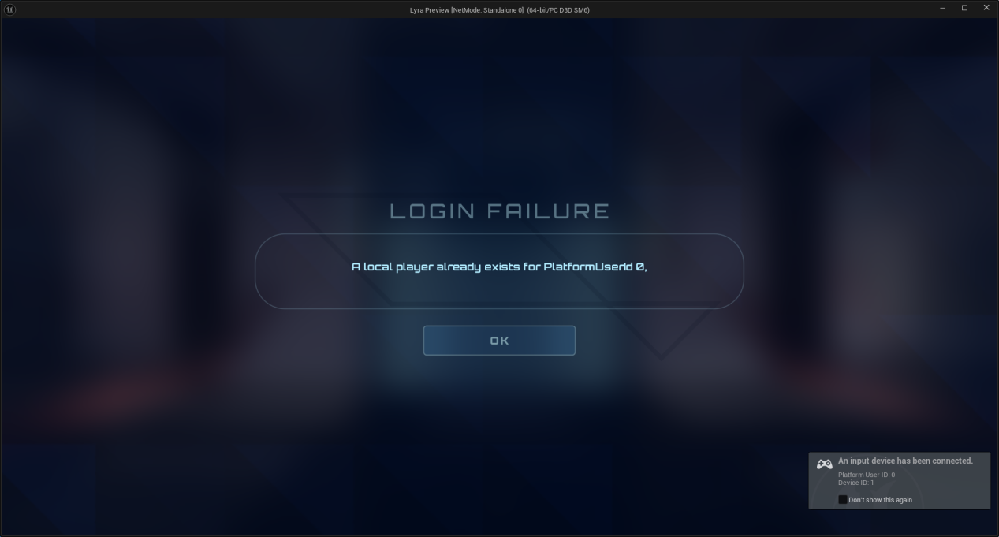 Lyra Preview [NetMode: Standalone 0] (64-bit/PC D3D SM6)
LOGIN FAILURE
A local player already exists for PlatformUserId 0,
OK
An input device has been connected.
Platform User ID: 0
Device ID: 1
Don't show this again